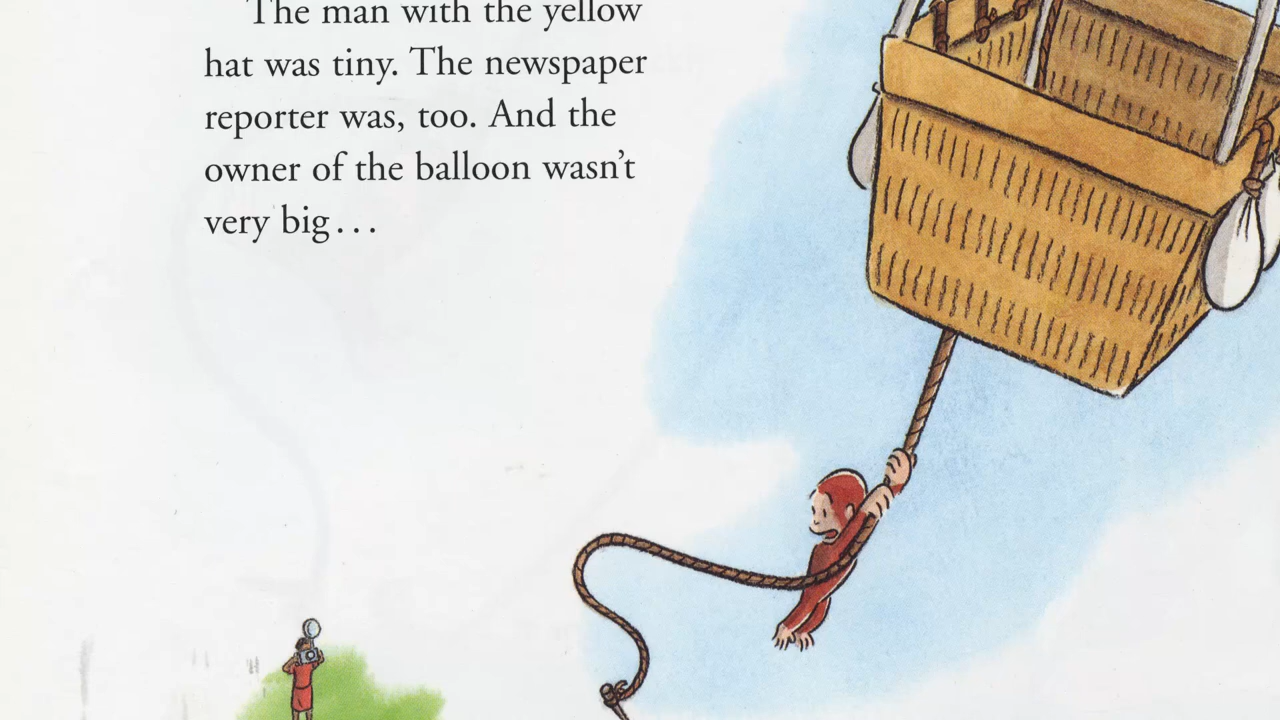 The man with the yellow
hat was tiny. The newspaper
reporter was, too. And the
owner of the balloon wasn’t
very big . . .